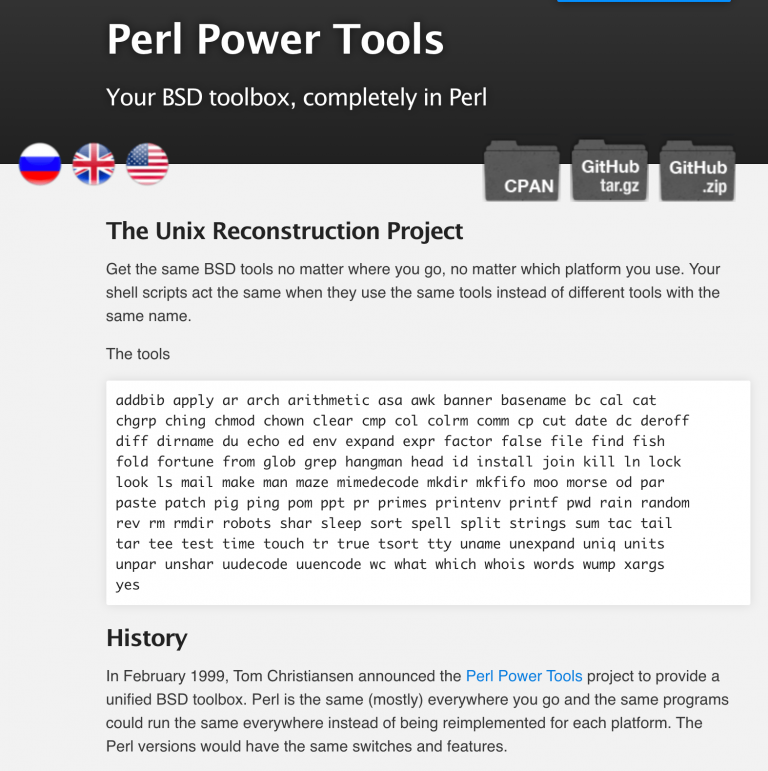 Perl Power Tools
Your BSD toolbox, completely in Perl
CPAN
GitHub
tar.gz
GitHub
.zip
The Unix Reconstruction Project
Get the same BSD tools no matter where you go, no matter which platform you use. Your
shell scripts act the same when they use the same tools instead of different tools with the
same name.
The tools
addbib apply ar arch arithmetic asa awk banner basename bc cal cat
chgrp ching chmod chown clear cmp col colrm comm cp cut date dc deroff
diff dirname du echo ed env expand expr factor false file find fish
fold fortune from glob grep hangman head id install join kill ln lock
look ls mail make man maze mimedecode mkdir mkfifo moo morse od par
paste patch pig ping pom ppt pr primes printenv printf pwd rain random
rev rm rmdir robots shar sleep sort spell split strings sum tac tail
tar tee test time touch tr true tsort tty uname unexpand uniq units
unpar unshar uudecode uuencode wc what which whois words wump xargs
yes
History
In February 1999, Tom Christiansen announced the Perl Power Tools project to provide a
unified BSD toolbox. Perl is the same (mostly) everywhere you go and the same programs
could run the same everywhere instead of being reimplemented for each platform. The
Perl versions would have the same switches and features.